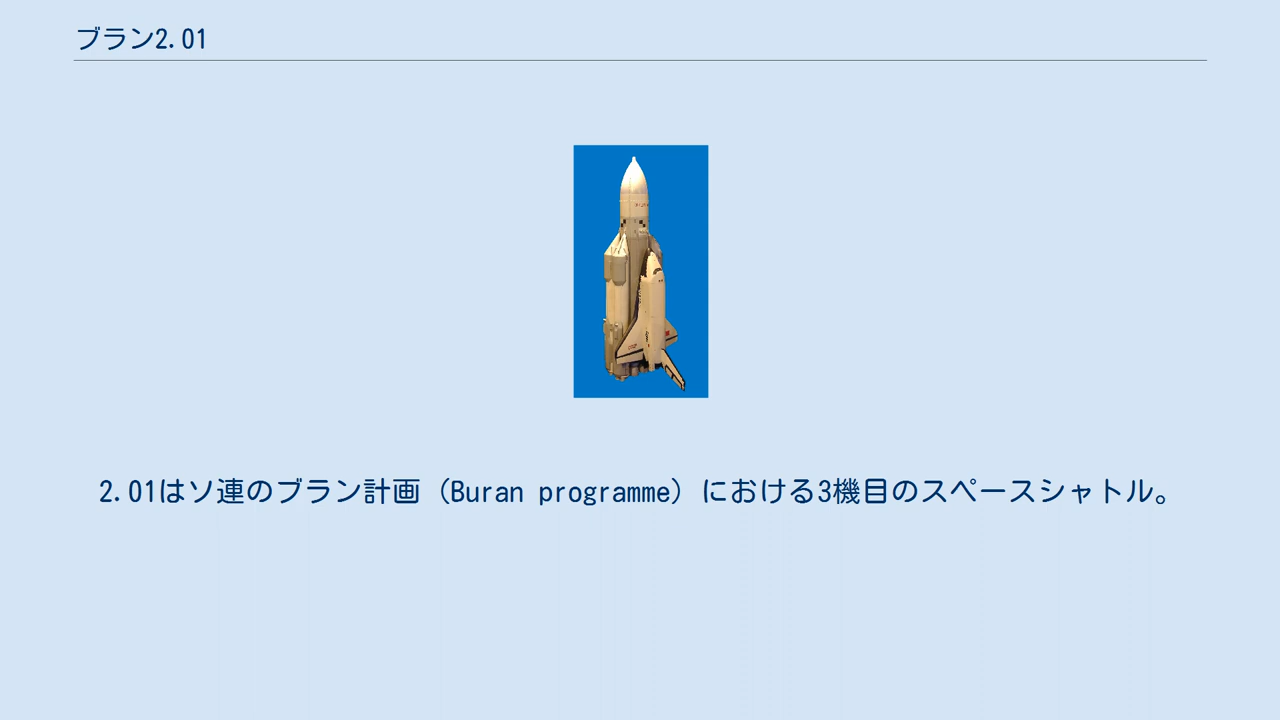 ブラン2.01
2.01はソ連のブラン計画（Buran programme）における3機目のスペースシャトル。